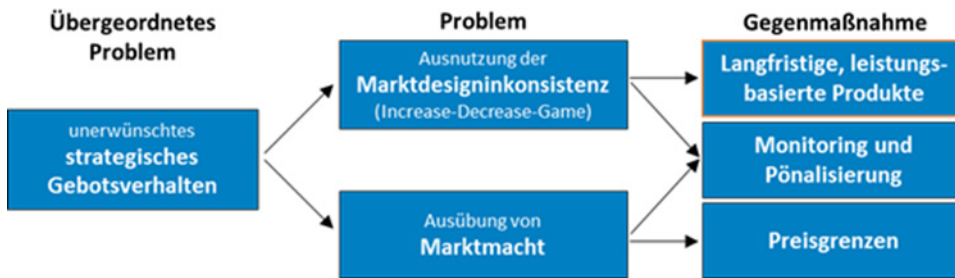 Übergeordnetes
Problem
unerwünschtes
strategisches
Gebotsverhalten
Problem
Ausnutzung der
Marktdesigninkonsistenz
(Increase-Decrease-Game)
Ausübung von
Marktmacht
Gegenmaßnahme
Langfristige, leistungs-
basierte Produkte
Monitoring und
Pönalisierung
Preisgrenzen